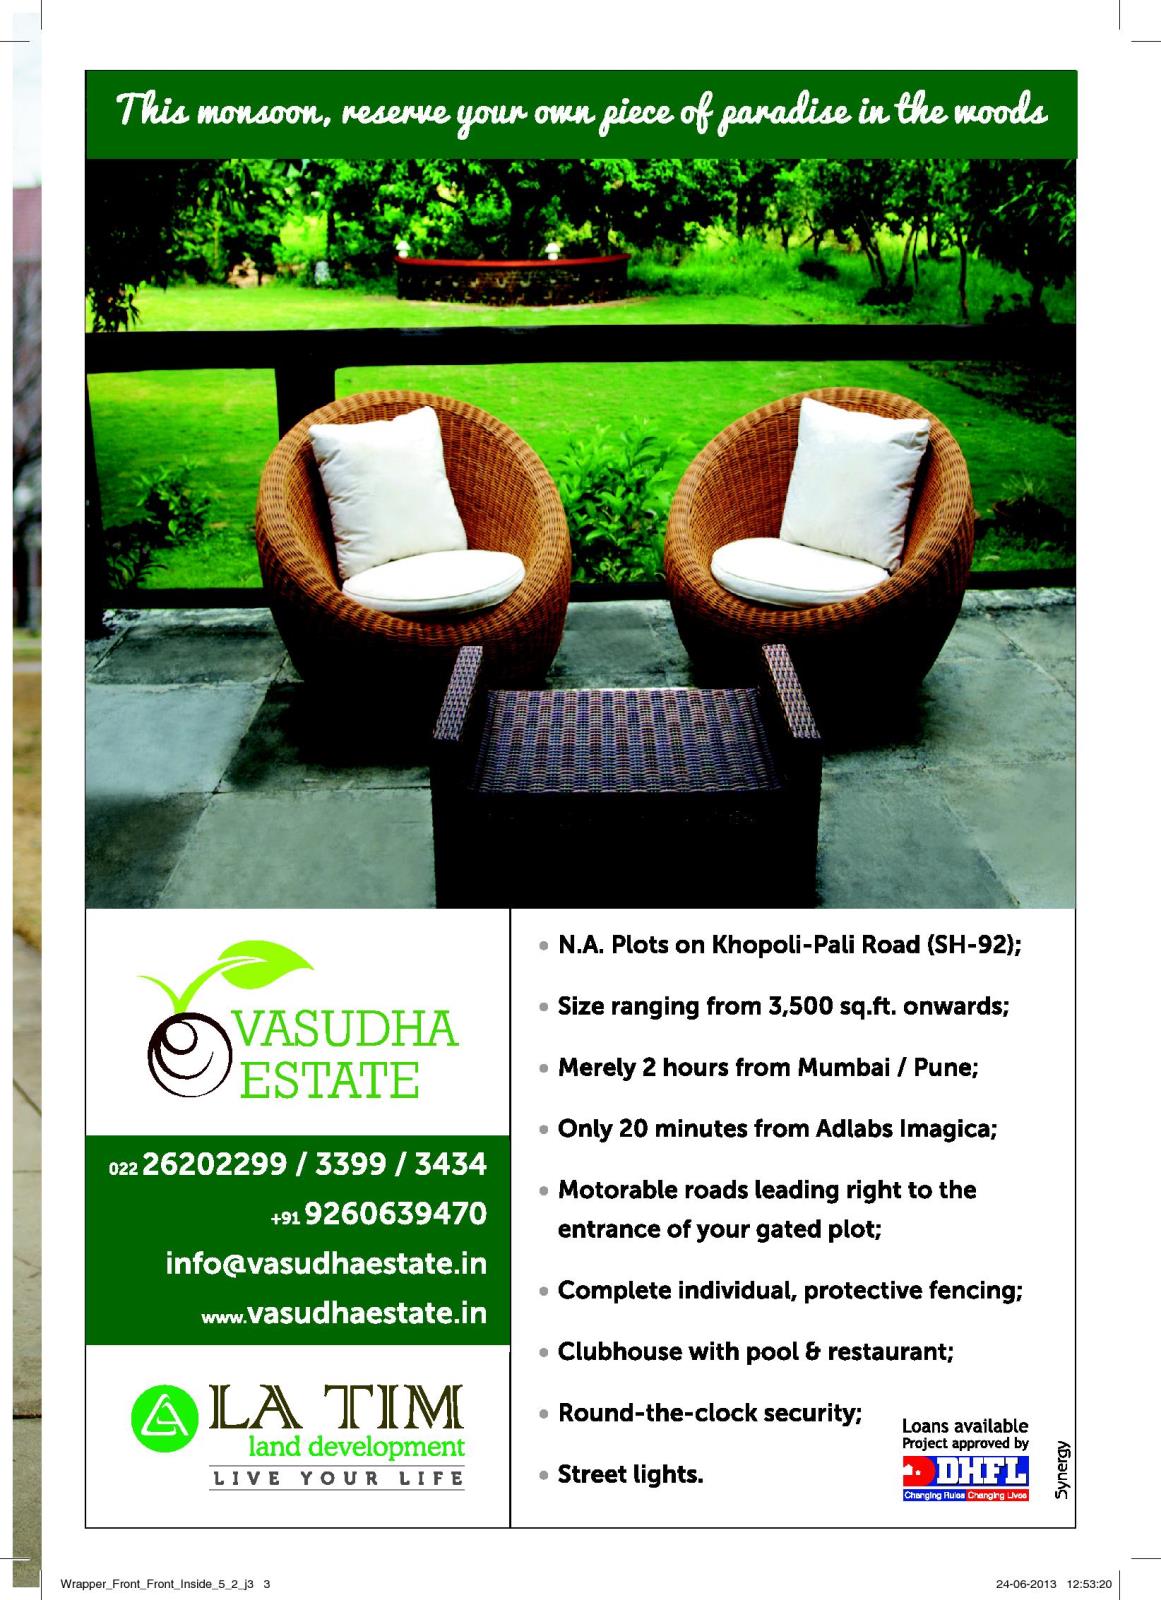 This monsoon, reserve your own piece of paradise in the woods
VASUDHA
ESTATE
022 26202299 / 3399 / 3434
+91 9260639470
info@vasudhaestate.in
www.vasudhaestate.in
LA TIM
land development
LIVE YOUR LIFE
• N.A. Plots on Khopoli-Pali Road (SH-92);
• Size ranging from 3,500 sq.ft. onwards;
• Merely 2 hours from Mumbai / Pune;
• Only 20 minutes from Adlabs Imagica;
• Motorable roads leading right to the
entrance of your gated plot;
• Complete individual, protective fencing;
• Clubhouse with pool & restaurant;
• Round-the-clock security;
• Street lights.
Loans available
Project approved by
DHFL
Changing Rules Changing Lives
Synergy
Wrapper_Front_Front_Inside_5_2_j3 3
24-06-2013 12:53:20